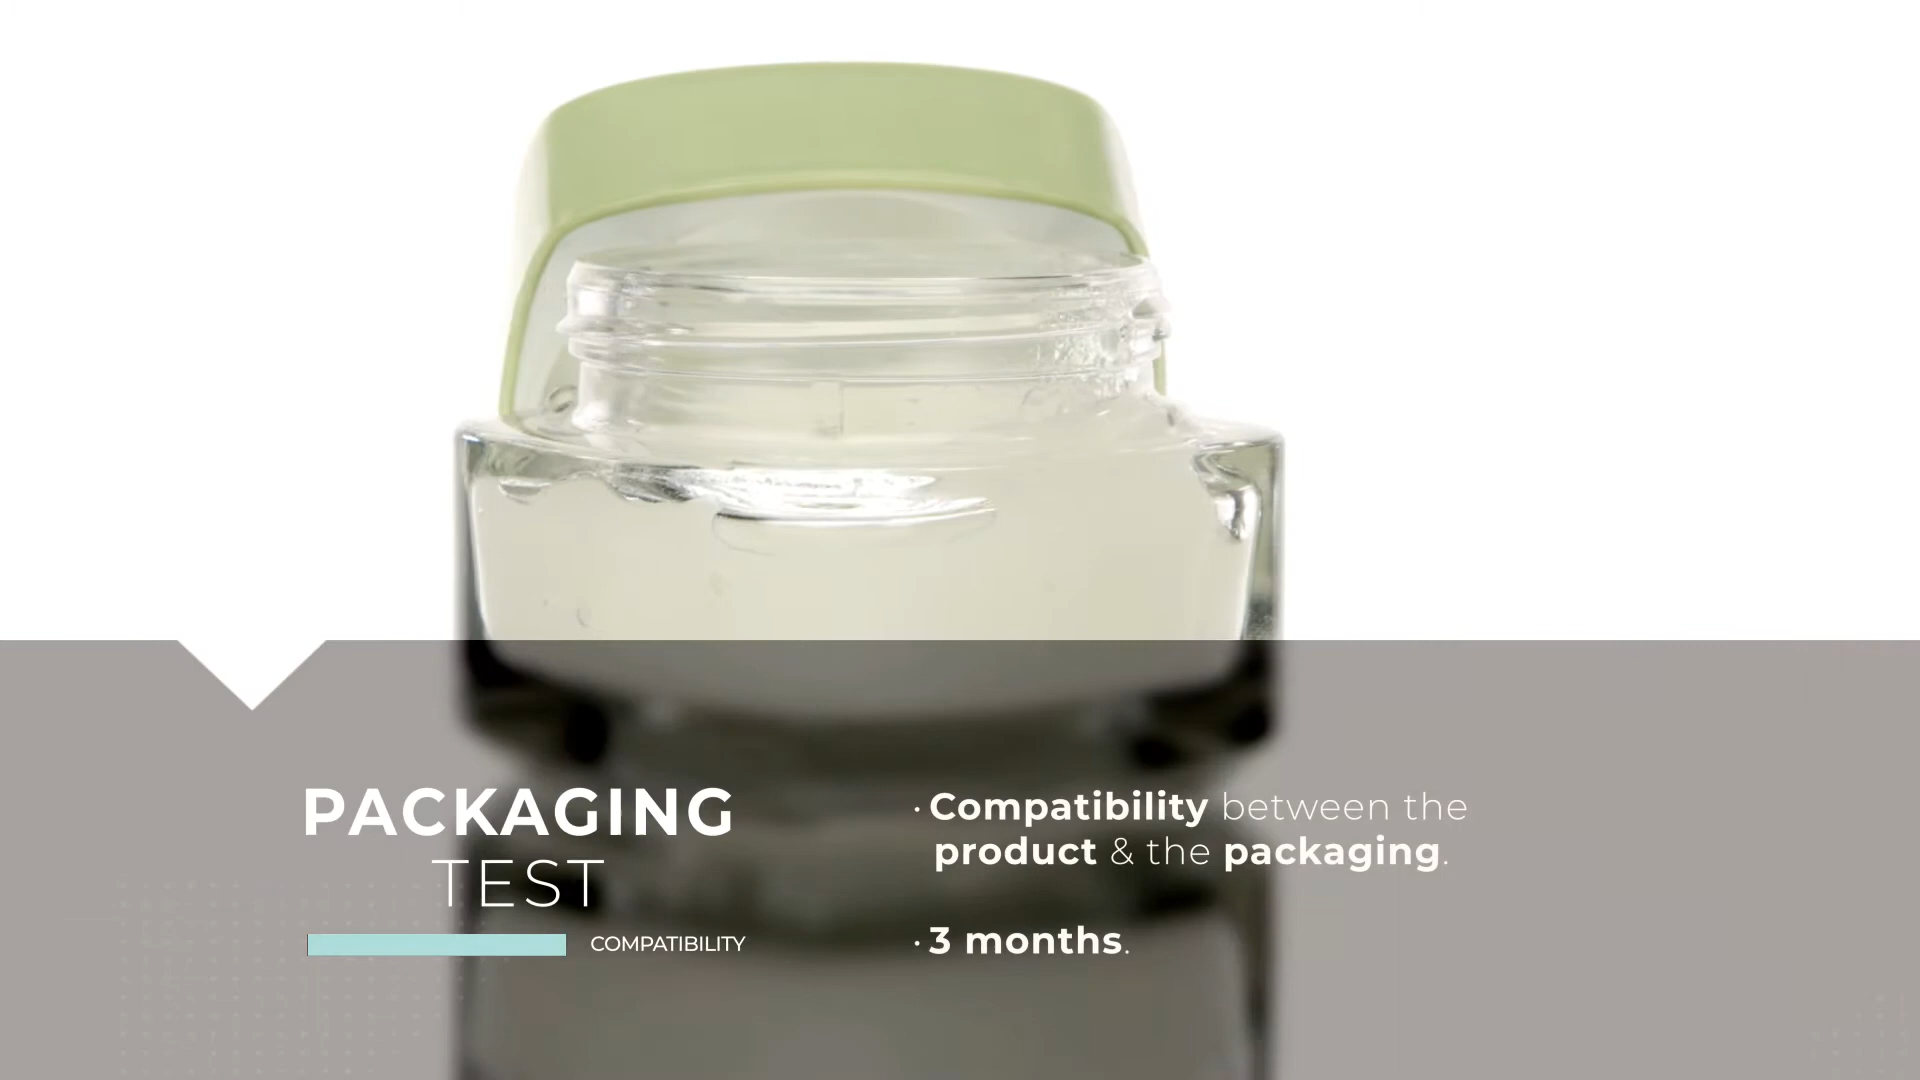 PACKAGING
TEST
COMPATIBILITY
· Compatibility between the
product & the packaging.
· 3 months.